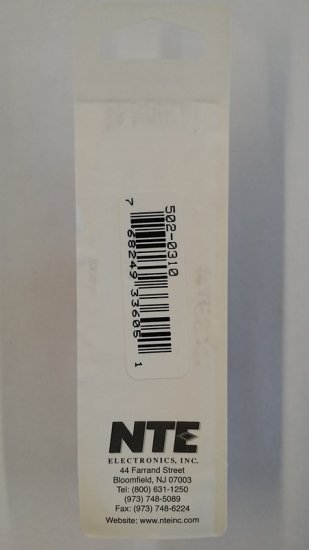 502-0310
7 68249 33605 1
NTE
ELECTRONICS, INC.
44 Farrand Street
Bloomfield, NJ 07003
Tel: (800) 631-1250
(973) 748-5089
Fax: (973) 748-6224
Website: www.nteinc.com